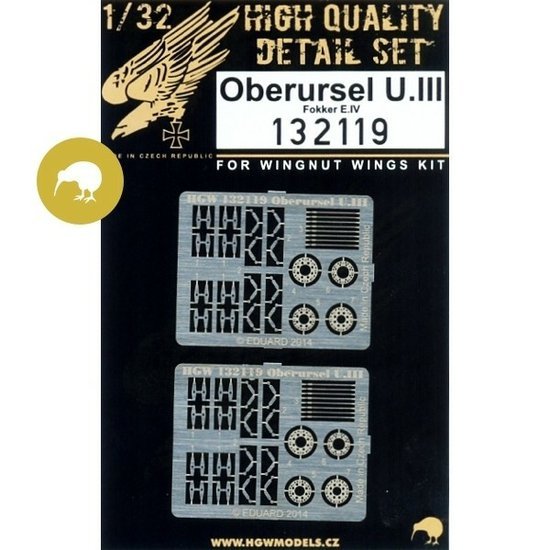 1/32 HIGH QUALITY
DETAIL SET
Oberursel U.III
Fokker E.IV
132119
MADE IN CZECH REPUBLIC
FOR WINGNUT WINGS KIT
HGW 132119 Oberursel U.III
Made in Czech Republic
© EDUARD 2014
HGW 132119 Oberursel U.III
Made in Czech Republic
© EDUARD 2014
WWW.HGWMODELS.CZ